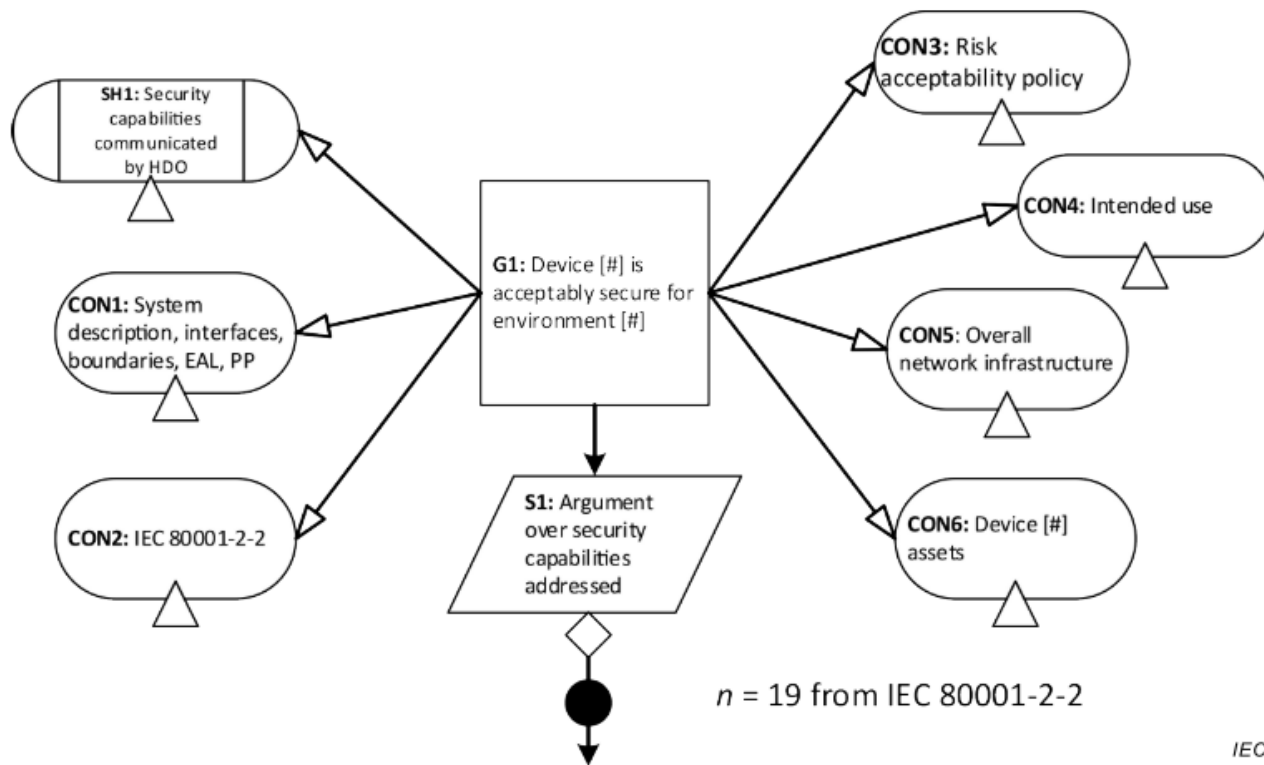 SH1: Security
capabilities
communicated
by HDO
CON1: System
description, interfaces,
boundaries, EAL, PP
CON2: IEC 80001-2-2
G1: Device [#] is
acceptably secure for
environment [#]
S1: Argument
over security
capabilities
addressed
CON3: Risk
acceptability policy
CON4: Intended use
CON5: Overall
network infrastructure
CON6: Device [#]
assets
n = 19 from IEC 80001-2-2
IEC